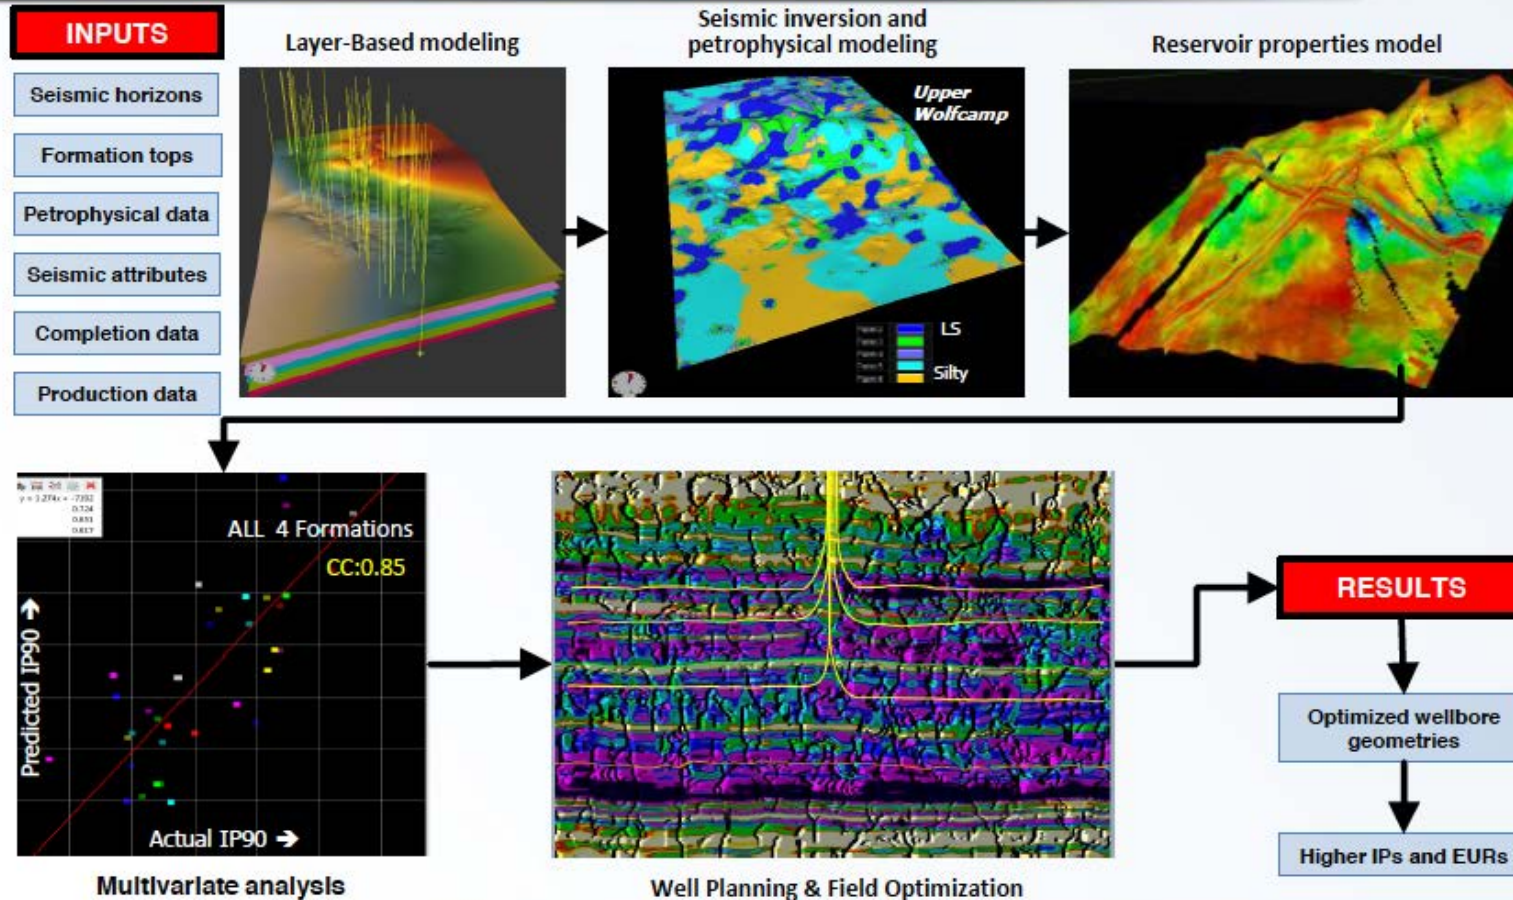 INPUTS
Seismic horizons
Formation tops
Petrophysical data
Seismic attributes
Completion data
Production data
Layer-Based modeling
Seismic inversion and
petrophysical modeling
Upper
Wolfcamp
LS
Silty
Reservoir properties model
ALL 4 Formations
CC:0.85
Predicted IP90 →
Actual IP90 →
Multivariate analysis
Well Planning & Field Optimization
RESULTS
Optimized wellbore
geometries
Higher IPs and EURs